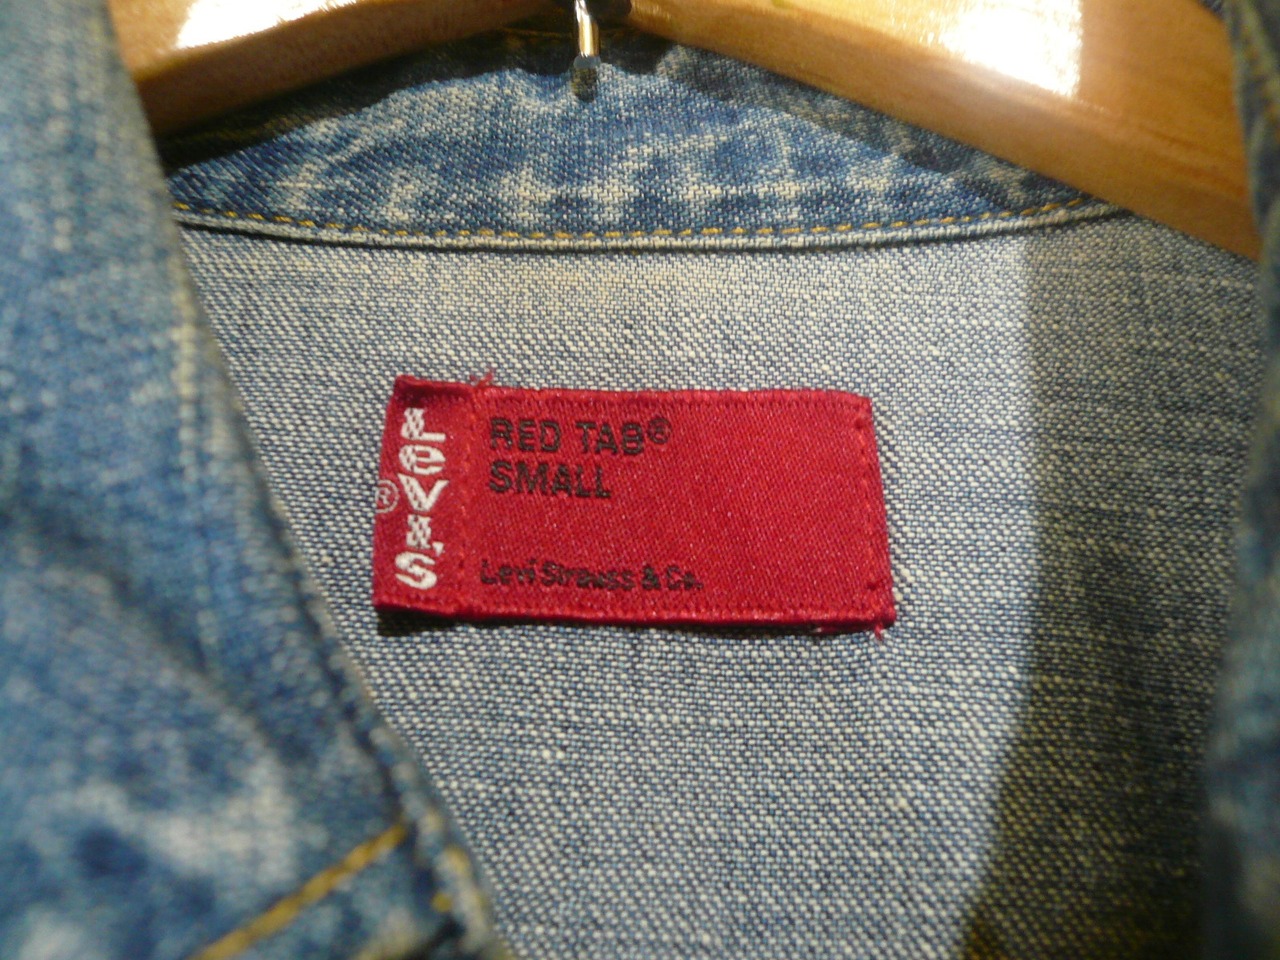 LEVI'S
®
RED TAB®
SMALL
Levi Strauss & Co.